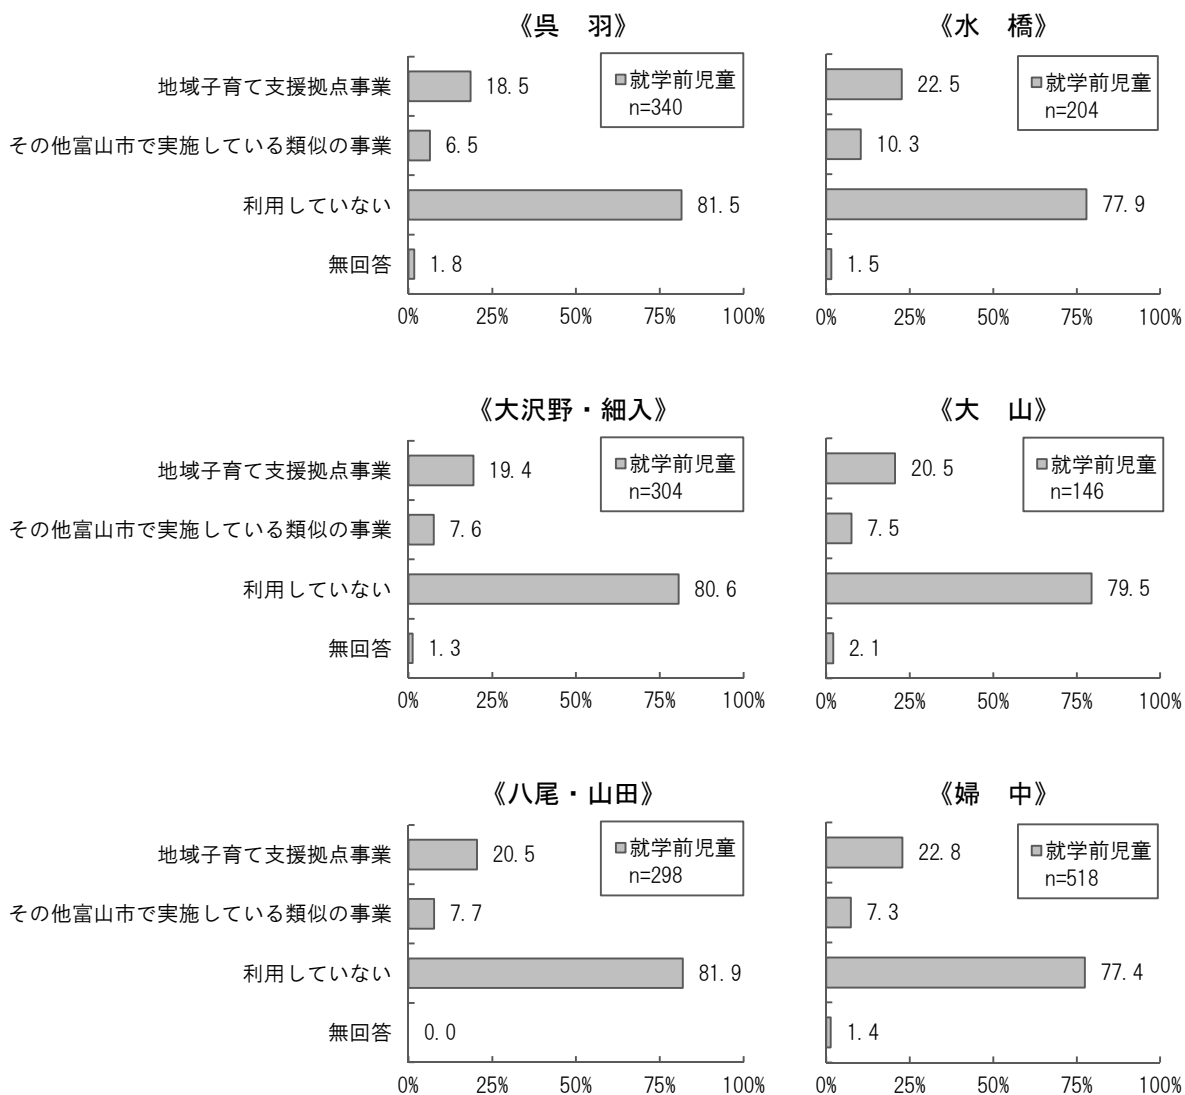 《呉　羽》
就学前児童
n=340
地域子育て支援拠点事業 18.5
その他富山市で実施している類似の事業 6.5
利用していない 81.5
無回答 1.8
0% 25% 50% 75% 100%
《水　橋》
就学前児童
n=204
22.5
10.3
77.9
1.5
0% 25% 50% 75% 100%
《大沢野・細入》
就学前児童
n=304
地域子育て支援拠点事業 19.4
その他富山市で実施している類似の事業 7.6
利用していない 80.6
無回答 1.3
0% 25% 50% 75% 100%
《大　山》
就学前児童
n=146
20.5
7.5
79.5
2.1
0% 25% 50% 75% 100%
《八尾・山田》
就学前児童
n=298
地域子育て支援拠点事業 20.5
その他富山市で実施している類似の事業 7.7
利用していない 81.9
無回答 0.0
0% 25% 50% 75% 100%
《婦　中》
就学前児童
n=518
22.8
7.3
77.4
1.4
0% 25% 50% 75% 100%